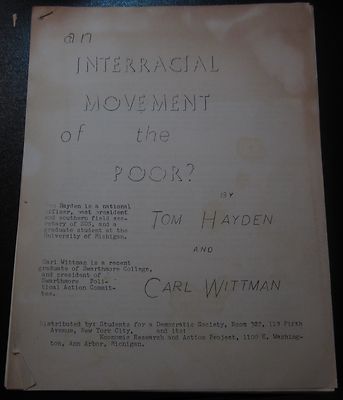 an
INTERRACIAL
MOVEMENT
of the
POOR?
BY
TOM HAYDEN
AND
CARL WITTMAN
Tom Hayden is a national
officer, past president
and southern field sec-
retary of SDS, and a
graduate student at the
University of Michigan.
Carl Wittman is a recent
graduate of Swarthmore College,
and president of
Swarthmore Poli-
tical Action Commit-
tee.
Distributed by: Students for a Democratic Society, Room 302, 119 Fifth
Avenue, New York City, and its:
Economic Research and Action Project, 1100 E. Washing-
ton, Ann Arbor, Michigan.